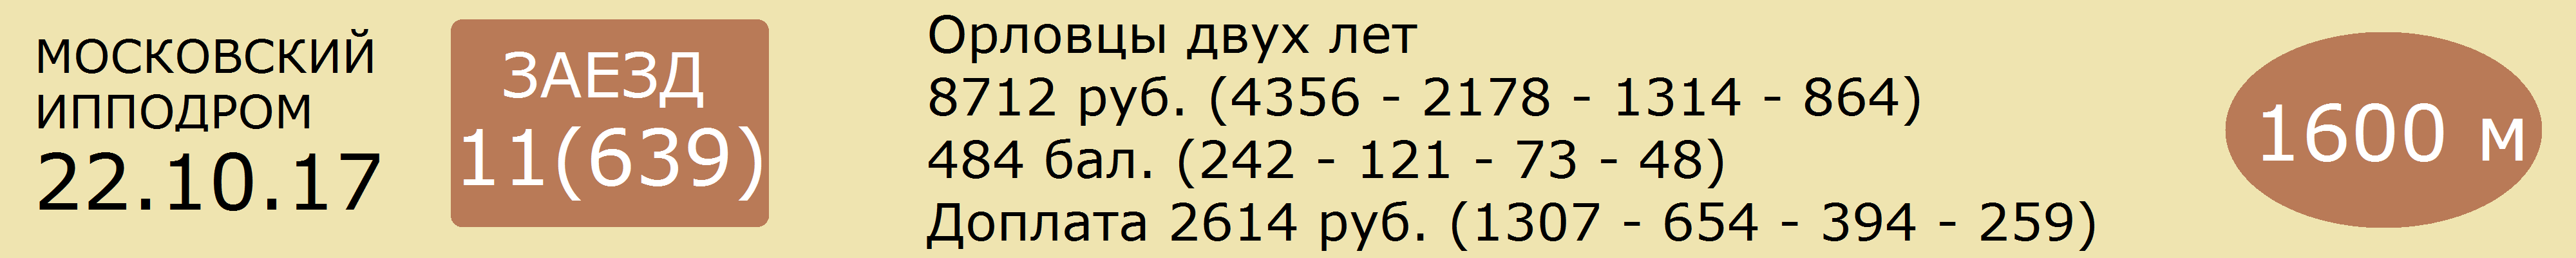 МОСКОВСКИЙ
ИППОДРОМ
22.10.17
ЗАЕЗД
11(639)
Орловцы двух лет
8712 руб. (4356 - 2178 - 1314 - 864)
484 бал. (242 - 121 - 73 - 48)
Доплата 2614 руб. (1307 - 654 - 394 - 259)
1600 м